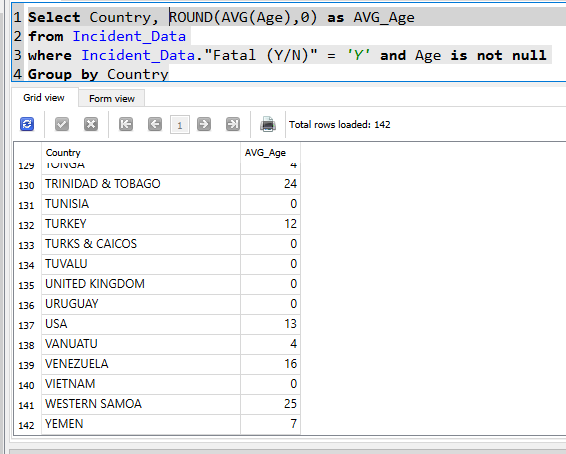 1 Select Country, ROUND(AVG(Age),0) as AVG_Age
2 from Incident_Data
3 where Incident_Data."Fatal (Y/N)" = 'Y' and Age is not null
4 Group by Country
Grid view Form view
1 Total rows loaded: 142
Country AVG_Age
129 TONGA 4
130 TRINIDAD & TOBAGO 24
131 TUNISIA 0
132 TURKEY 12
133 TURKS & CAICOS 0
134 TUVALU 0
135 UNITED KINGDOM 0
136 URUGUAY 0
137 USA 13
138 VANUATU 4
139 VENEZUELA 16
140 VIETNAM 0
141 WESTERN SAMOA 25
142 YEMEN 7